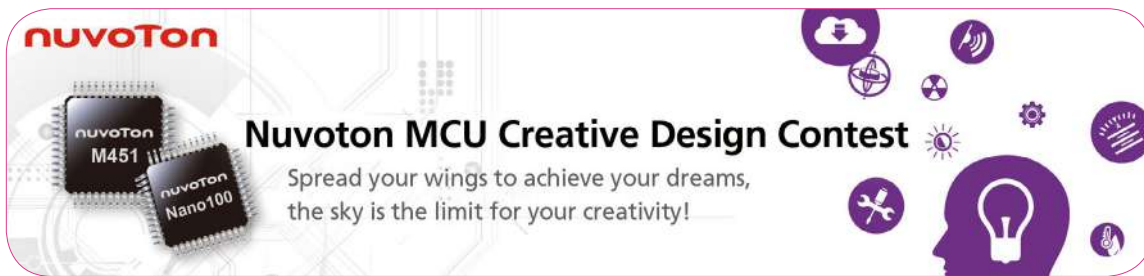 nuvoTon
nuvoTon
M451
nuvoTon
Nano100
Nuvoton MCU Creative Design Contest
Spread your wings to achieve your dreams,
the sky is the limit for your creativity!